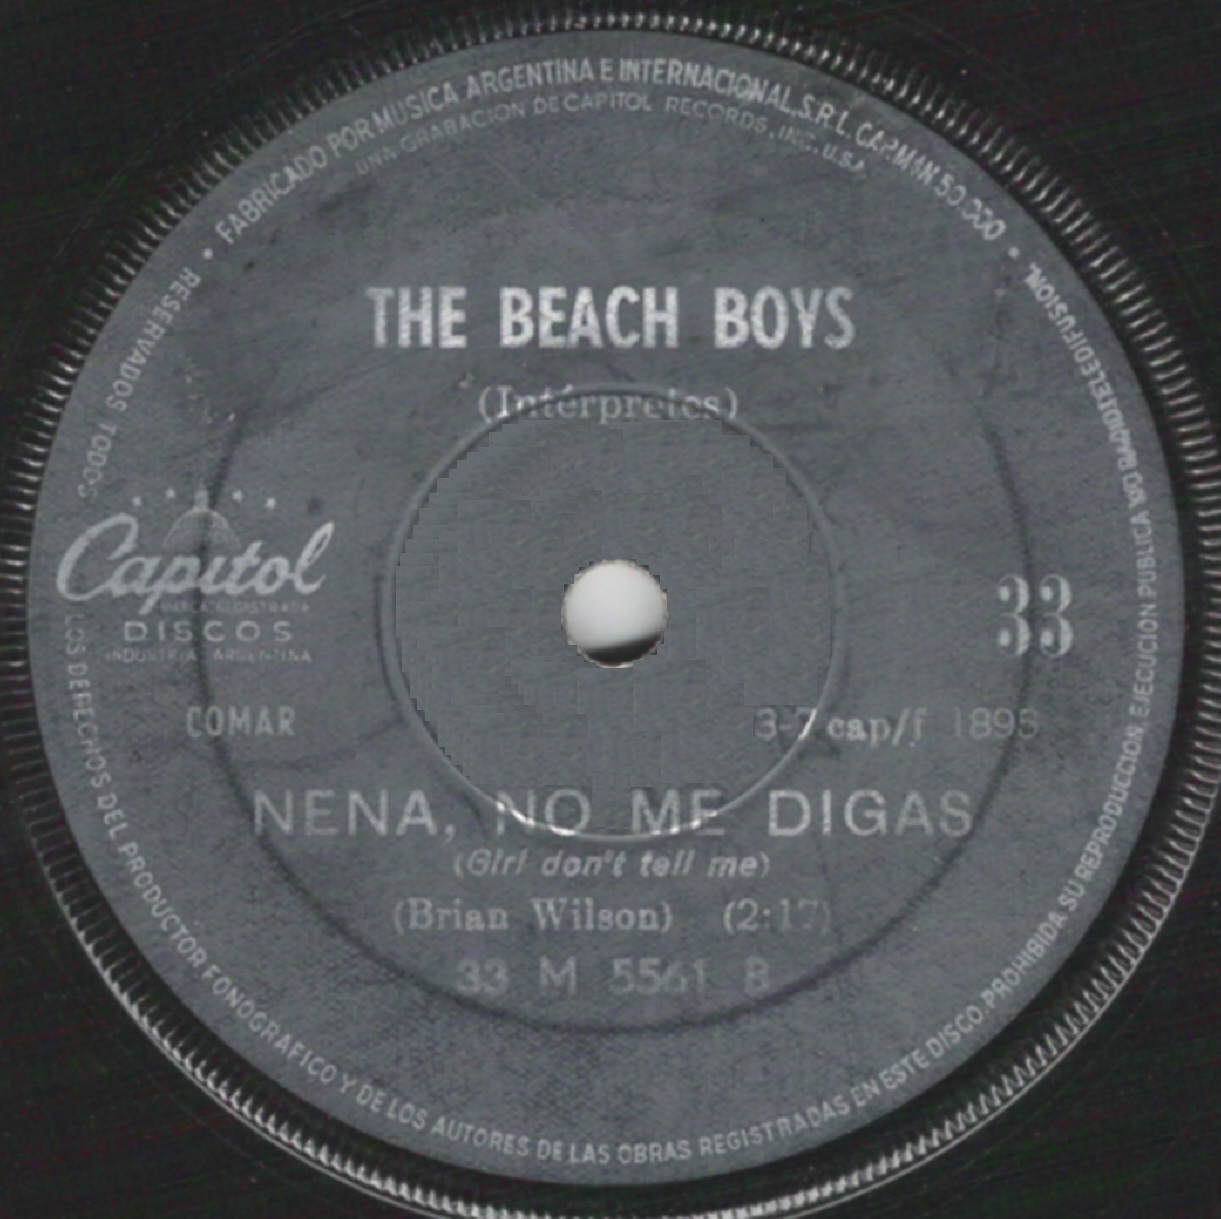 FABRICADO POR MUSICA ARGENTINA E INTERNACIONAL, S.R.L. CARMAN 50.000
UNA GRABACION DE CAPITOL RECORDS, INC. U.S.A.
THE BEACH BOYS
(Intérpretes)
Capitol
MARCA REGISTRADA
DISCOS
INDUSTRIA ARGENTINA
33
COMAR
3-7 cap/f 1895
NENA, NO ME DIGAS
(Girl don't tell me)
(Brian Wilson) (2:17)
33 M 5561 B
RESERVADOS TODOS LOS DERECHOS DEL PRODUCTOR FONOGRAFICO Y DE LOS AUTORES DE LAS OBRAS REGISTRADAS EN ESTE DISCO. PROHIBIDA SU REPRODUCCION, EJECUCION PUBLICA Y/O RADIOTELEDIFUSION.